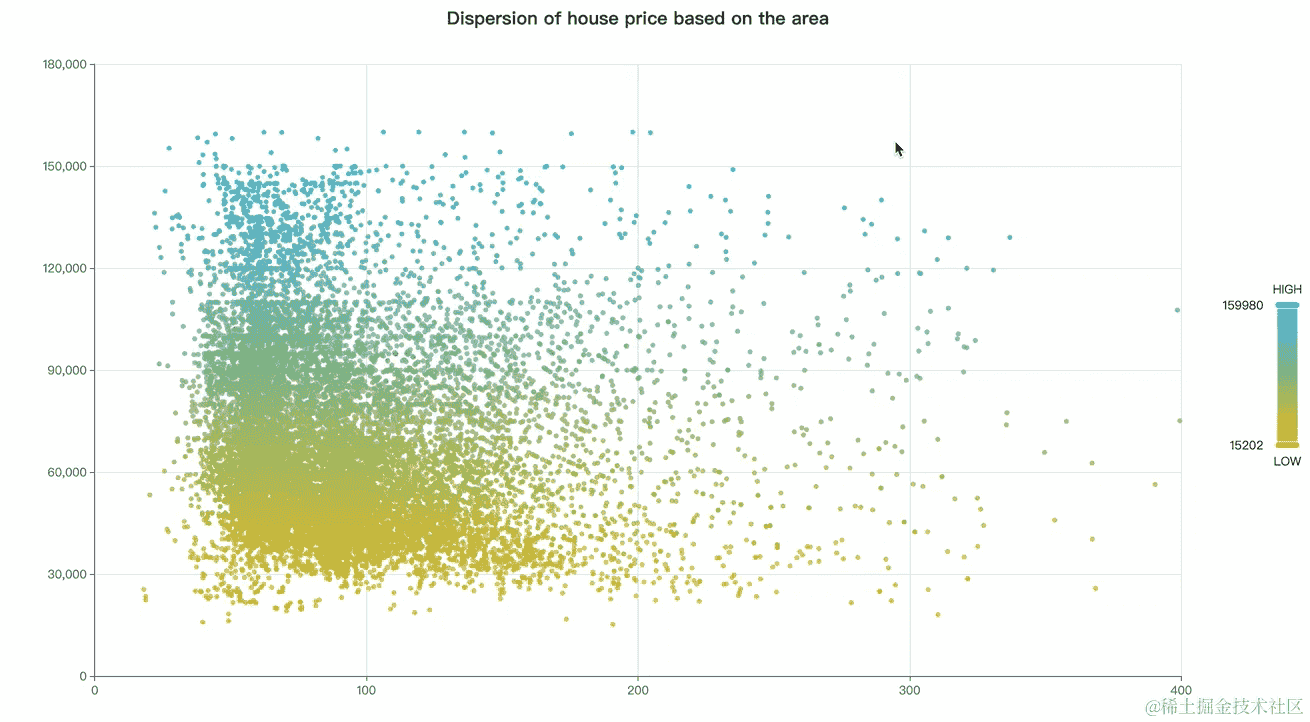 Dispersion of house price based on the area
180,000
150,000
120,000
90,000
60,000
30,000
0
0 100 200 300 400
HIGH
159980
15202
LOW
@稀土掘金技术社区